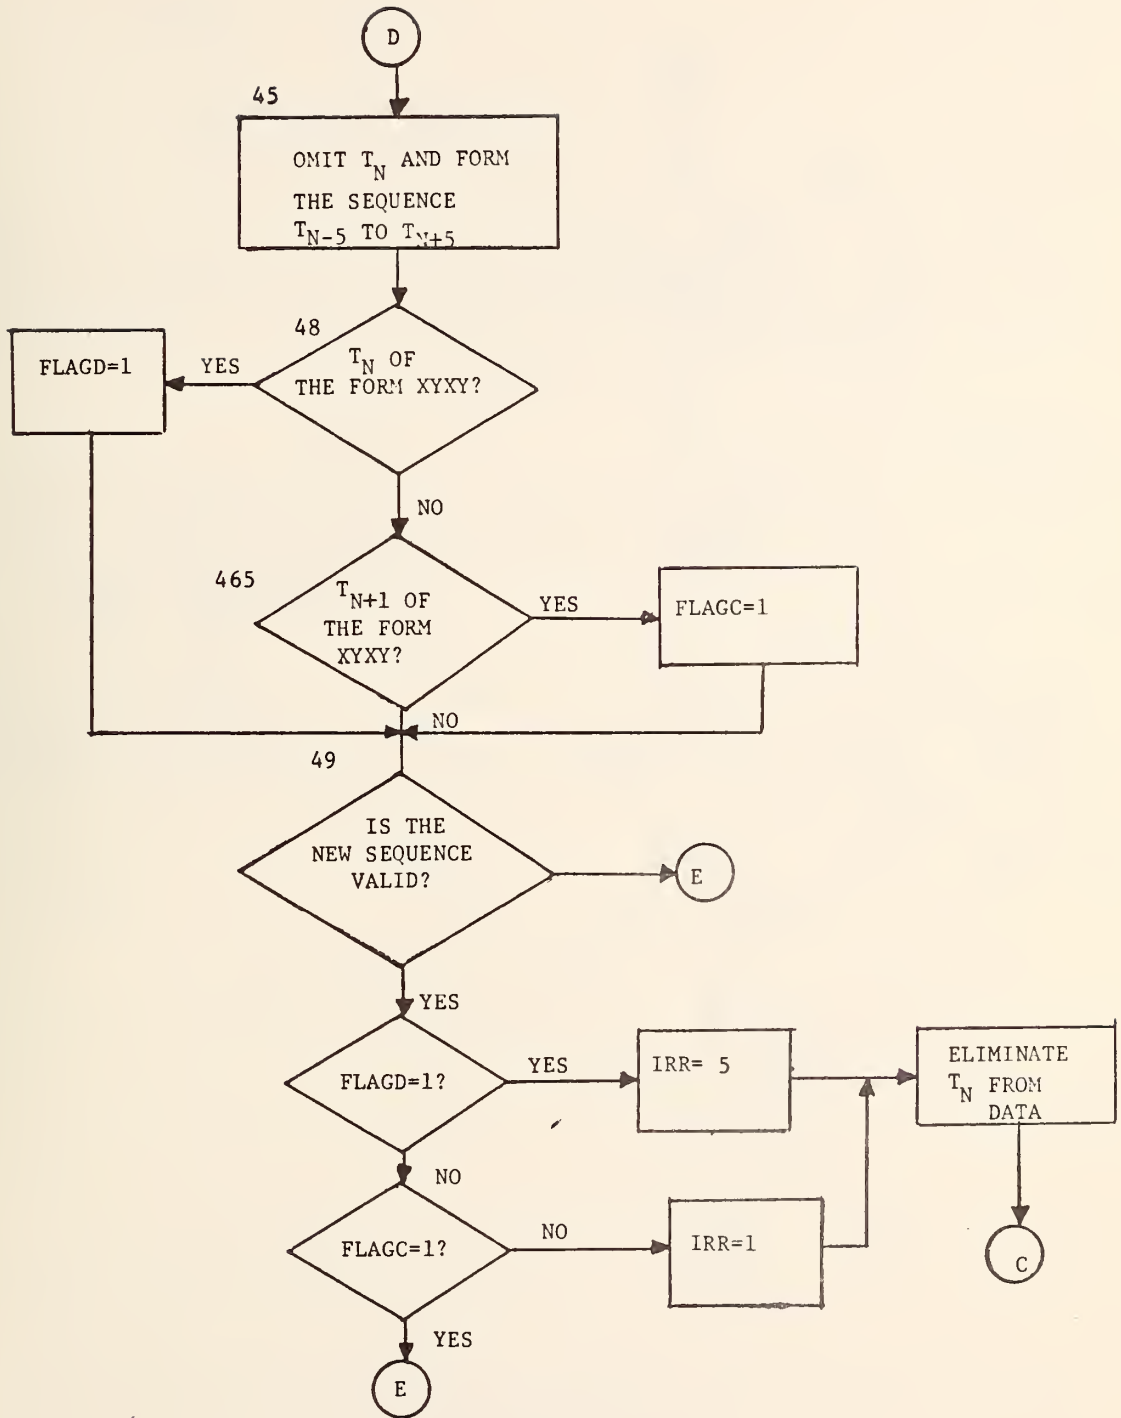 D
45
OMIT T_N AND FORM
THE SEQUENCE
T_N-5 TO T_N+5
48
T_N OF
THE FORM XYXY?
YES
FLAGD=1
NO
465
T_N+1 OF
THE FORM
XYXY?
YES
FLAGC=1
NO
49
IS THE
NEW SEQUENCE
VALID?
E
YES
FLAGD=1?
YES
IRR= 5
ELIMINATE
T_N FROM
DATA
NO
FLAGC=1?
NO
IRR=1
C
YES
E